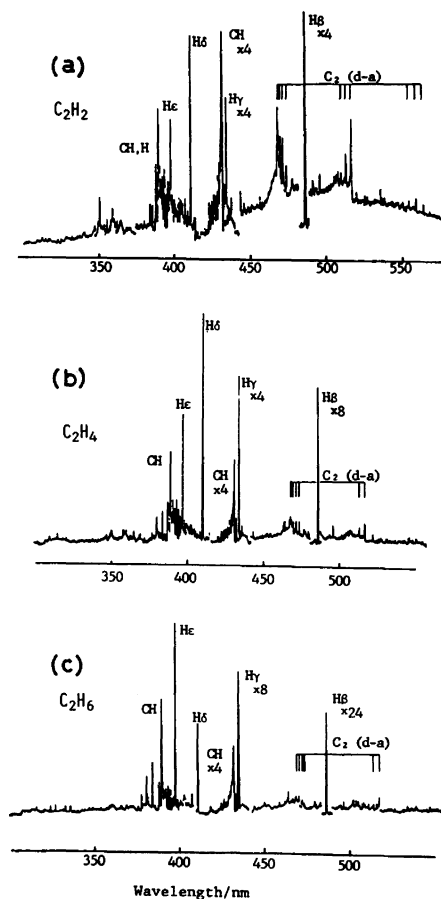 (a)
C₂H₂
CH,H
Hε
Hδ
CH
x4
Hγ
x4
Hβ
x4
C₂ (d-a)
350 400 450 500 550
(b)
C₂H₄
CH
Hε
Hδ
CH
x4
Hγ
x4
Hβ
x8
C₂ (d-a)
350 400 450 500
(c)
C₂H₆
CH
Hε
Hδ
CH
x4
Hγ
x8
Hβ
x24
C₂ (d-a)
300 350 400 450 500
Wavelength/nm